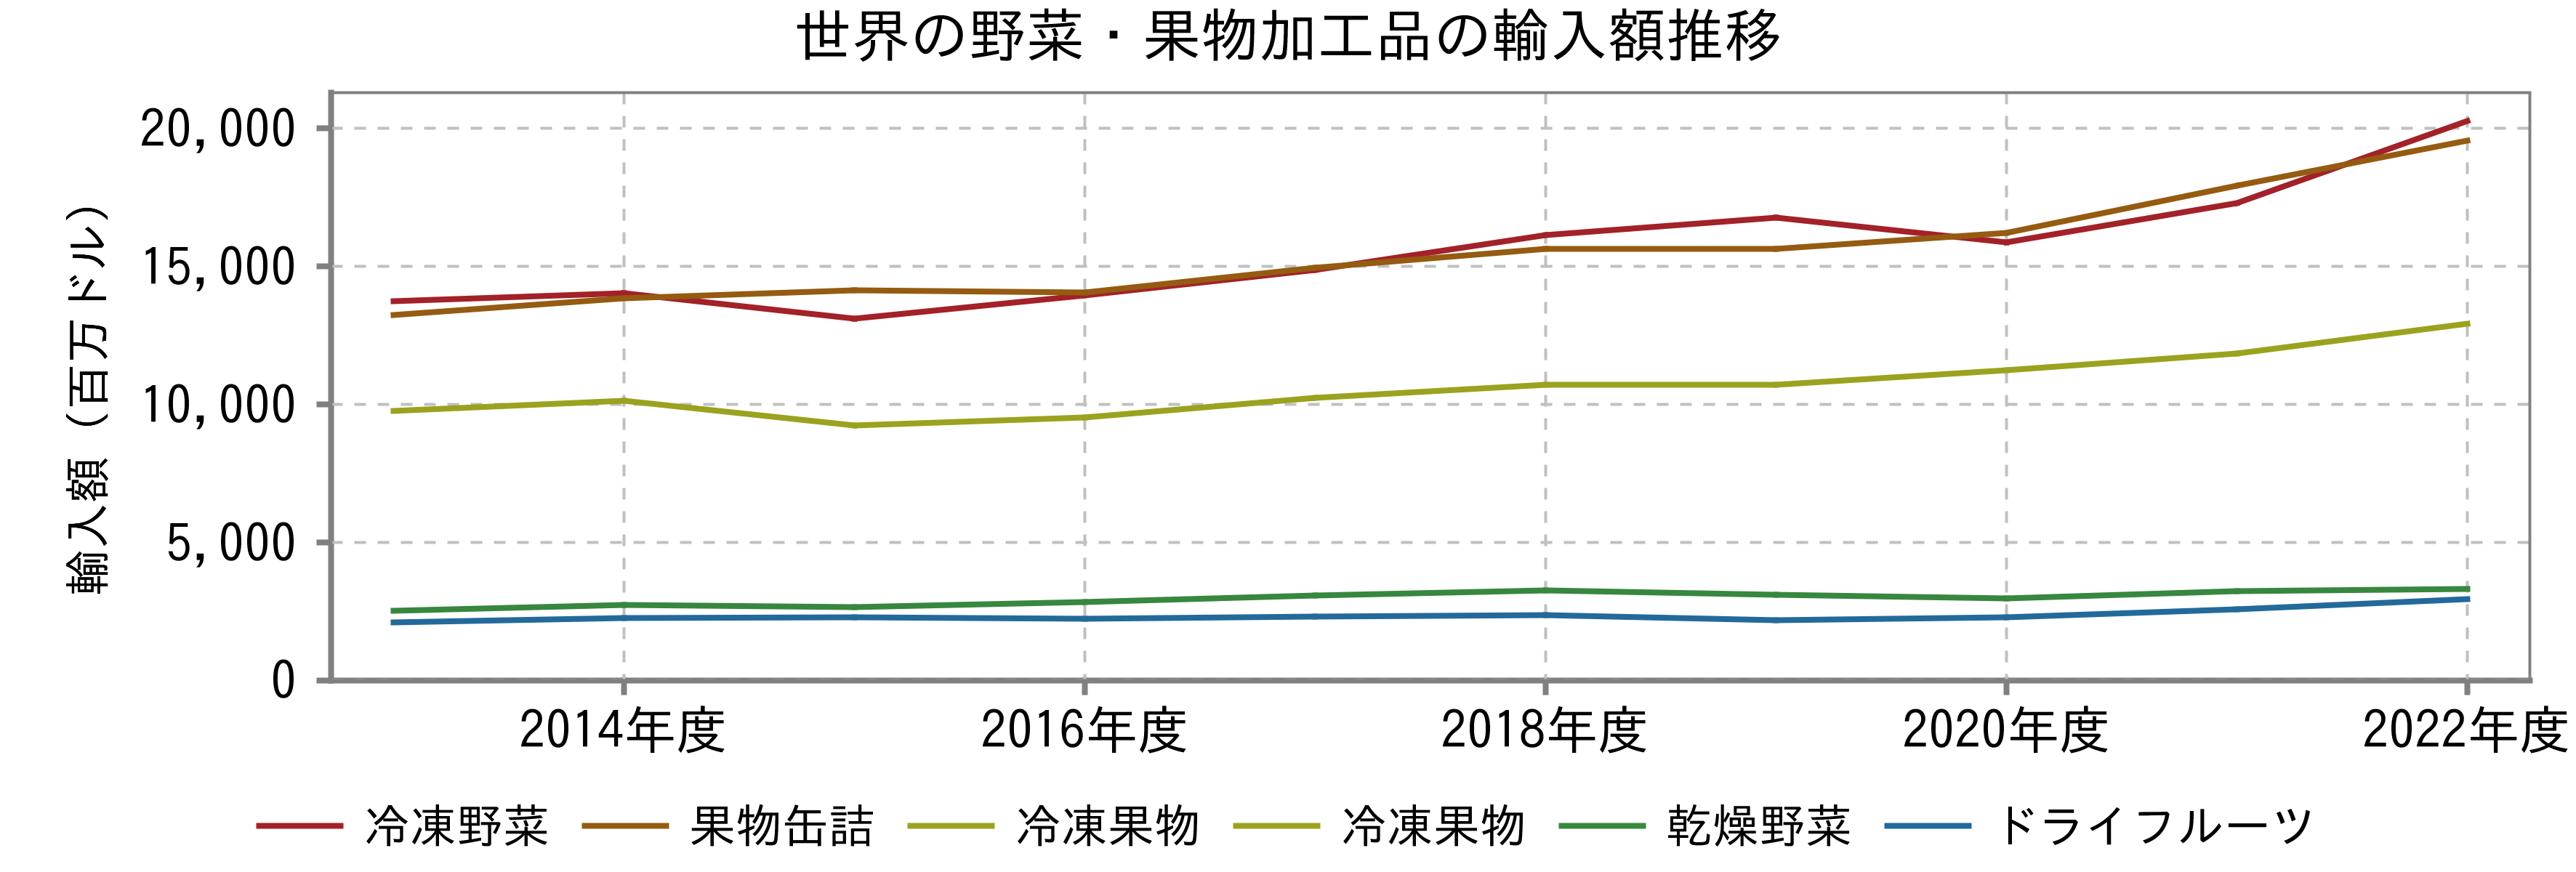 世界の野菜・果物加工品の輸入額推移
輸入額（百万ドル）
20,000
15,000
10,000
5,000
0
2014年度 2016年度 2018年度 2020年度 2022年度
冷凍野菜 果物缶詰 冷凍果物 冷凍果物 乾燥野菜 ドライフルーツ